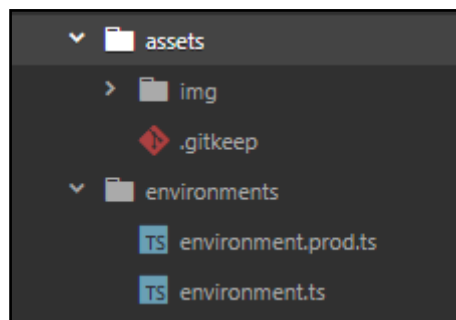 assets
img
.gitkeep
environments
TS environment.prod.ts
TS environment.ts